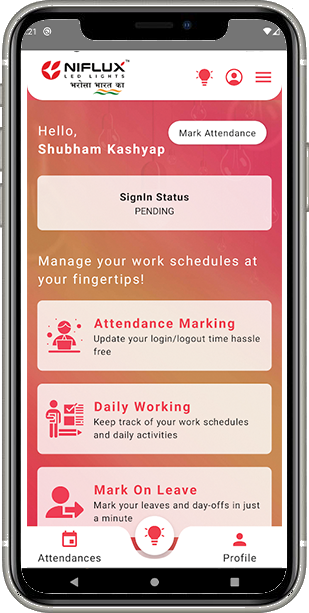 :21
NIFLUX™
LED LIGHTS
भरोसा भारत का
Hello,
Mark Attendance
Shubham Kashyap
SignIn Status
PENDING
Manage your work schedules at
your fingertips!
Attendance Marking
Update your login/logout time hassle
free
Daily Working
Keep track of your work schedules
and daily activities
Mark On Leave
Mark your leaves and day-offs in just
a minute
Attendances
Profile